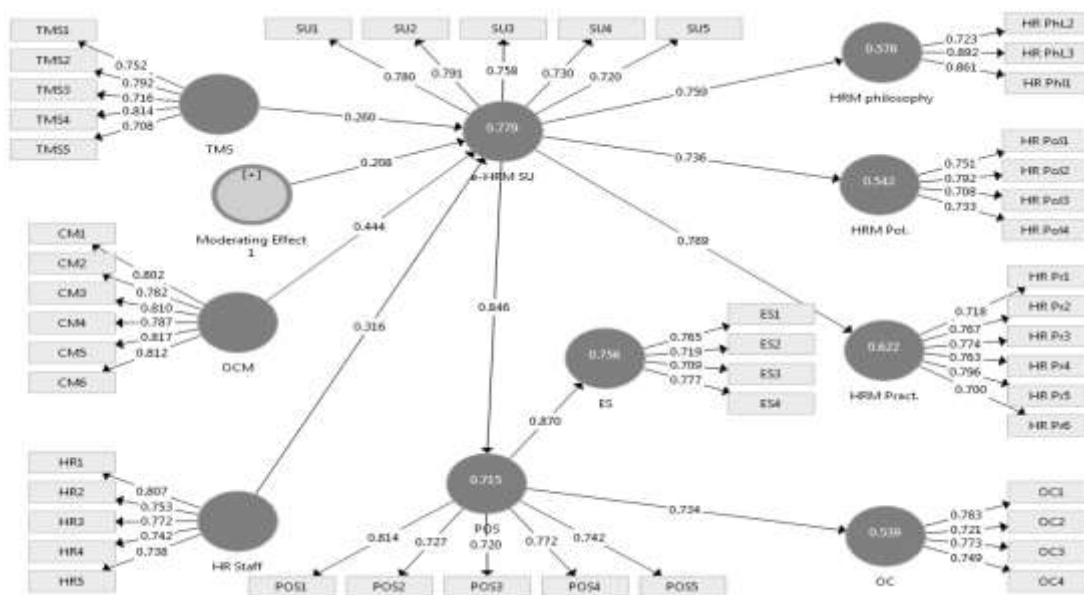 TMS1
TMS2
TMS3
TMS4
TMS5
0.752
0.792
0.716
0.814
0.708
TMS
SU1
SU2
SU3
SU4
SU5
0.780
0.791
0.758
0.730
0.720
0.779
e-HRM SU
0.260
[+]
Moderating Effect
1
0.208
CM1
CM2
CM3
CM4
CM5
CM6
0.802
0.782
0.810
0.787
0.817
0.812
OCM
0.444
HR1
HR2
HR3
HR4
HR5
0.807
0.753
0.772
0.742
0.738
HR Staff
0.316
0.846
0.715
POS
0.814
0.727
0.720
0.772
0.742
POS1
POS2
POS3
POS4
POS5
0.870
0.756
ES
0.765
0.719
0.709
0.777
ES1
ES2
ES3
ES4
0.759
0.576
HRM philosophy
0.723
0.892
0.861
HR PhL2
HR PhL3
HR Phl1
0.736
0.542
HRM Pol.
0.751
0.792
0.708
0.733
HR Pol1
HR Pol2
HR Pol3
HR Pol4
0.789
0.622
HRM Pract.
0.718
0.767
0.774
0.763
0.796
0.700
HR Pr1
HR Pr2
HR Pr3
HR Pr4
HR Pr5
HR Pr6
0.734
0.539
OC
0.783
0.721
0.773
0.749
OC1
OC2
OC3
OC4